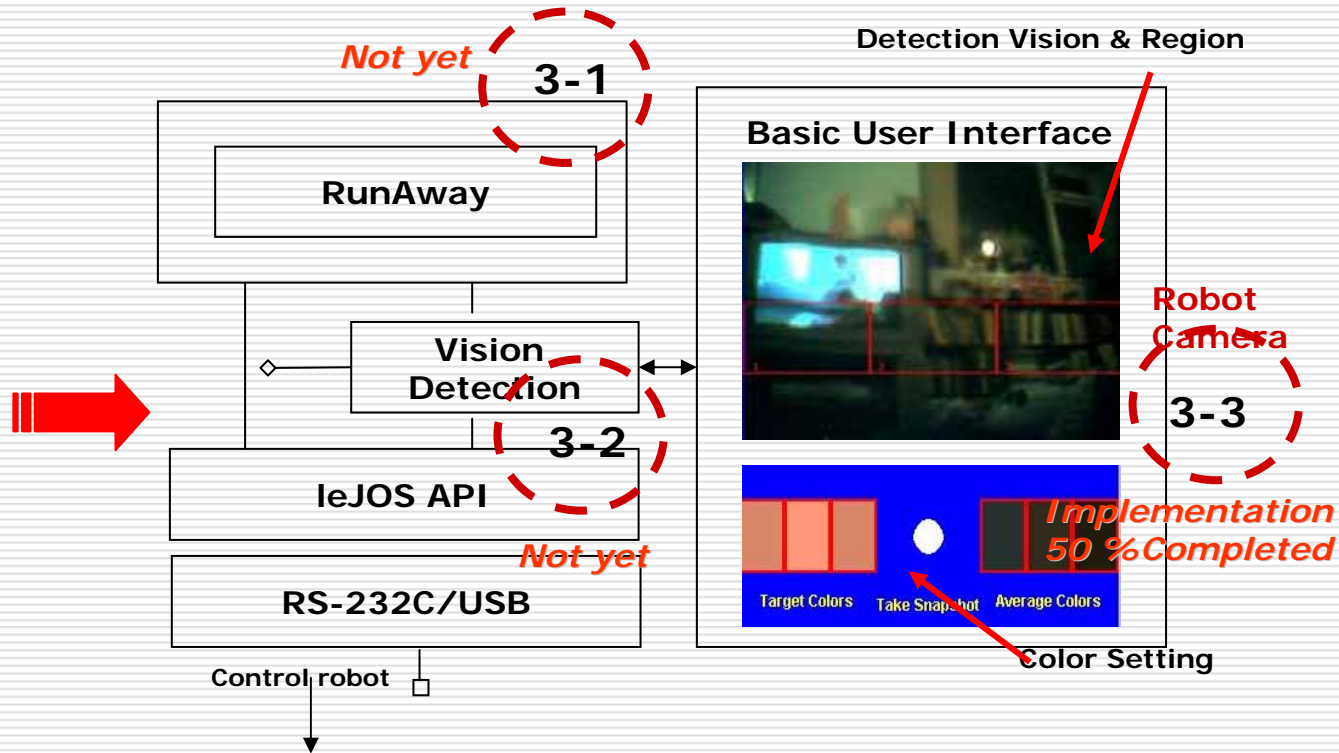 Detection Vision & Region
Not yet
3-1
Basic User Interface
RunAway
Robot
Camera
Vision
Detection
3-3
3-2
leJOS API
Implementation
50 %Completed
Not yet
RS-232C/USB
Target Colors
Take Snapshot
Average Colors
Color Setting
Control robot